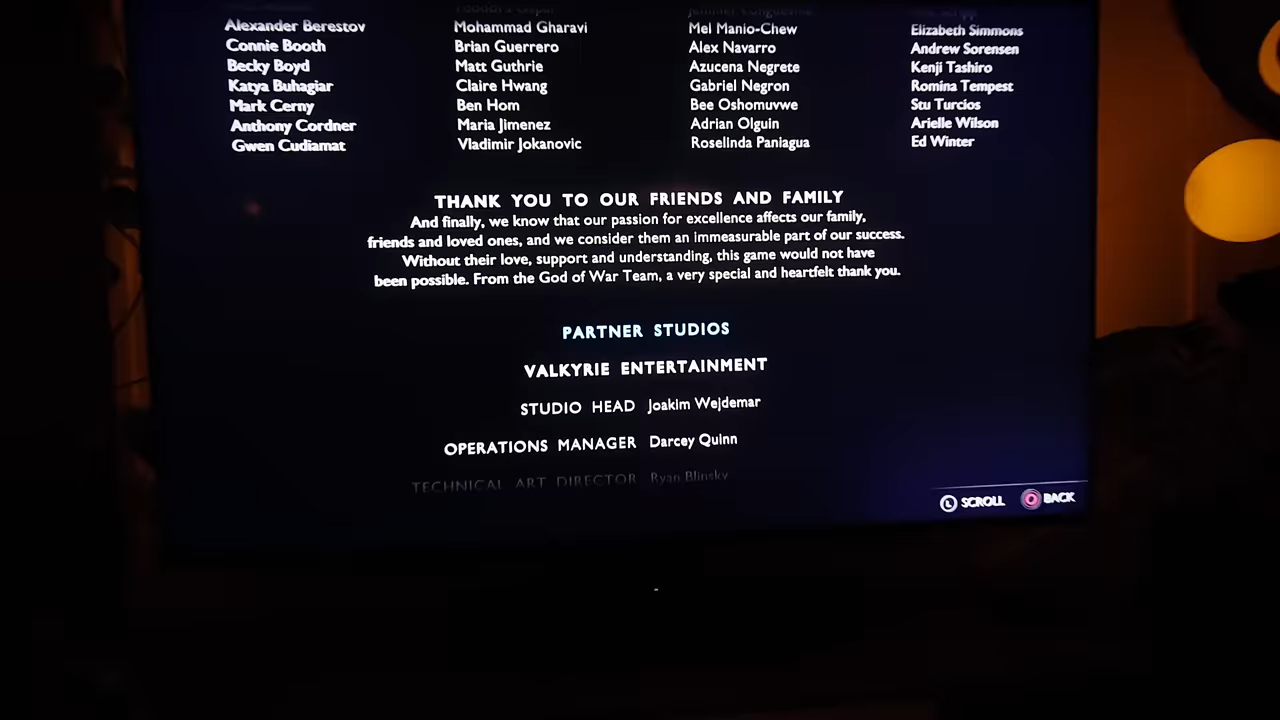 Alexander Berestov Mohammad Gharavi Mel Manio-Chew Elizabeth Simmons
Connie Booth Brian Guerrero Alex Navarro Andrew Sorensen
Becky Boyd Matt Guthrie Azucena Negrete Kenji Tashiro
Katya Buhagiar Claire Hwang Gabriel Negron Romina Tempest
Mark Cerny Ben Hom Bee Oshomuvwe Stu Turcios
Anthony Cordner Maria Jimenez Adrian Olguin Arielle Wilson
Gwen Cudiamat Vladimir Jokanovic Roselinda Paniagua Ed Winter
THANK YOU TO OUR FRIENDS AND FAMILY
And finally, we know that our passion for excellence affects our family,
friends and loved ones, and we consider them an immeasurable part of our success.
Without their love, support and understanding, this game would not have
been possible. From the God of War Team, a very special and heartfelt thank you.
PARTNER STUDIOS
VALKYRIE ENTERTAINMENT
STUDIO HEAD Joakim Wejdemar
OPERATIONS MANAGER Darcey Quinn
TECHNICAL ART DIRECTOR Ryan Blinsky
L SCROLL BACK